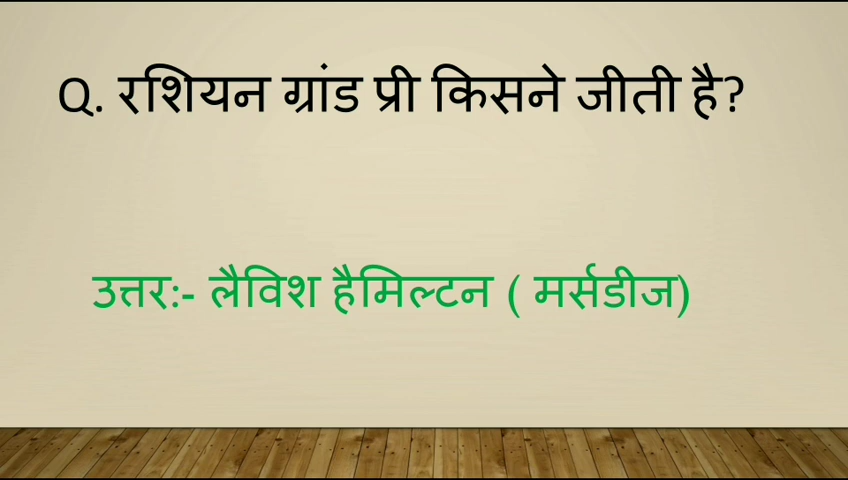 Q. रशियन ग्रांड प्री किसने जीती है?
उत्तर:- लैविश हैमिल्टन ( मर्सडीज)